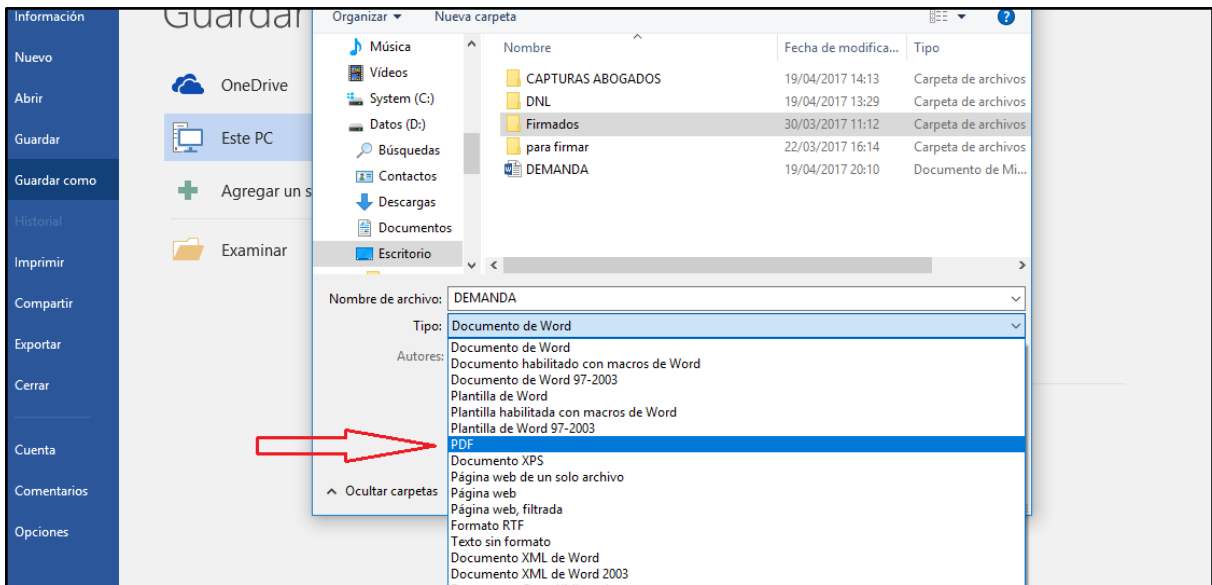 Información
Nuevo
Abrir
Guardar
Guardar como
Historial
Imprimir
Compartir
Exportar
Cerrar
Cuenta
Comentarios
Opciones
Guardar
OneDrive
Este PC
Agregar un s
Examinar
Organizar Nueva carpeta
Música
Vídeos
System (C:)
Datos (D:)
Búsquedas
Contactos
Descargas
Documentos
Escritorio
Nombre Fecha de modifica... Tipo
CAPTURAS ABOGADOS 19/04/2017 14:13 Carpeta de archivos
DNL 19/04/2017 13:29 Carpeta de archivos
Firmados 30/03/2017 11:12 Carpeta de archivos
para firmar 22/03/2017 16:14 Carpeta de archivos
DEMANDA 19/04/2017 20:10 Documento de Mi...
Nombre de archivo: DEMANDA
Tipo: Documento de Word
Autores:
Documento de Word
Documento habilitado con macros de Word
Documento de Word 97-2003
Plantilla de Word
Plantilla habilitada con macros de Word
Plantilla de Word 97-2003
PDF
Documento XPS
Página web de un solo archivo
Página web
Página web, filtrada
Formato RTF
Texto sin formato
Documento XML de Word
Documento XML de Word 2003
Ocultar carpetas